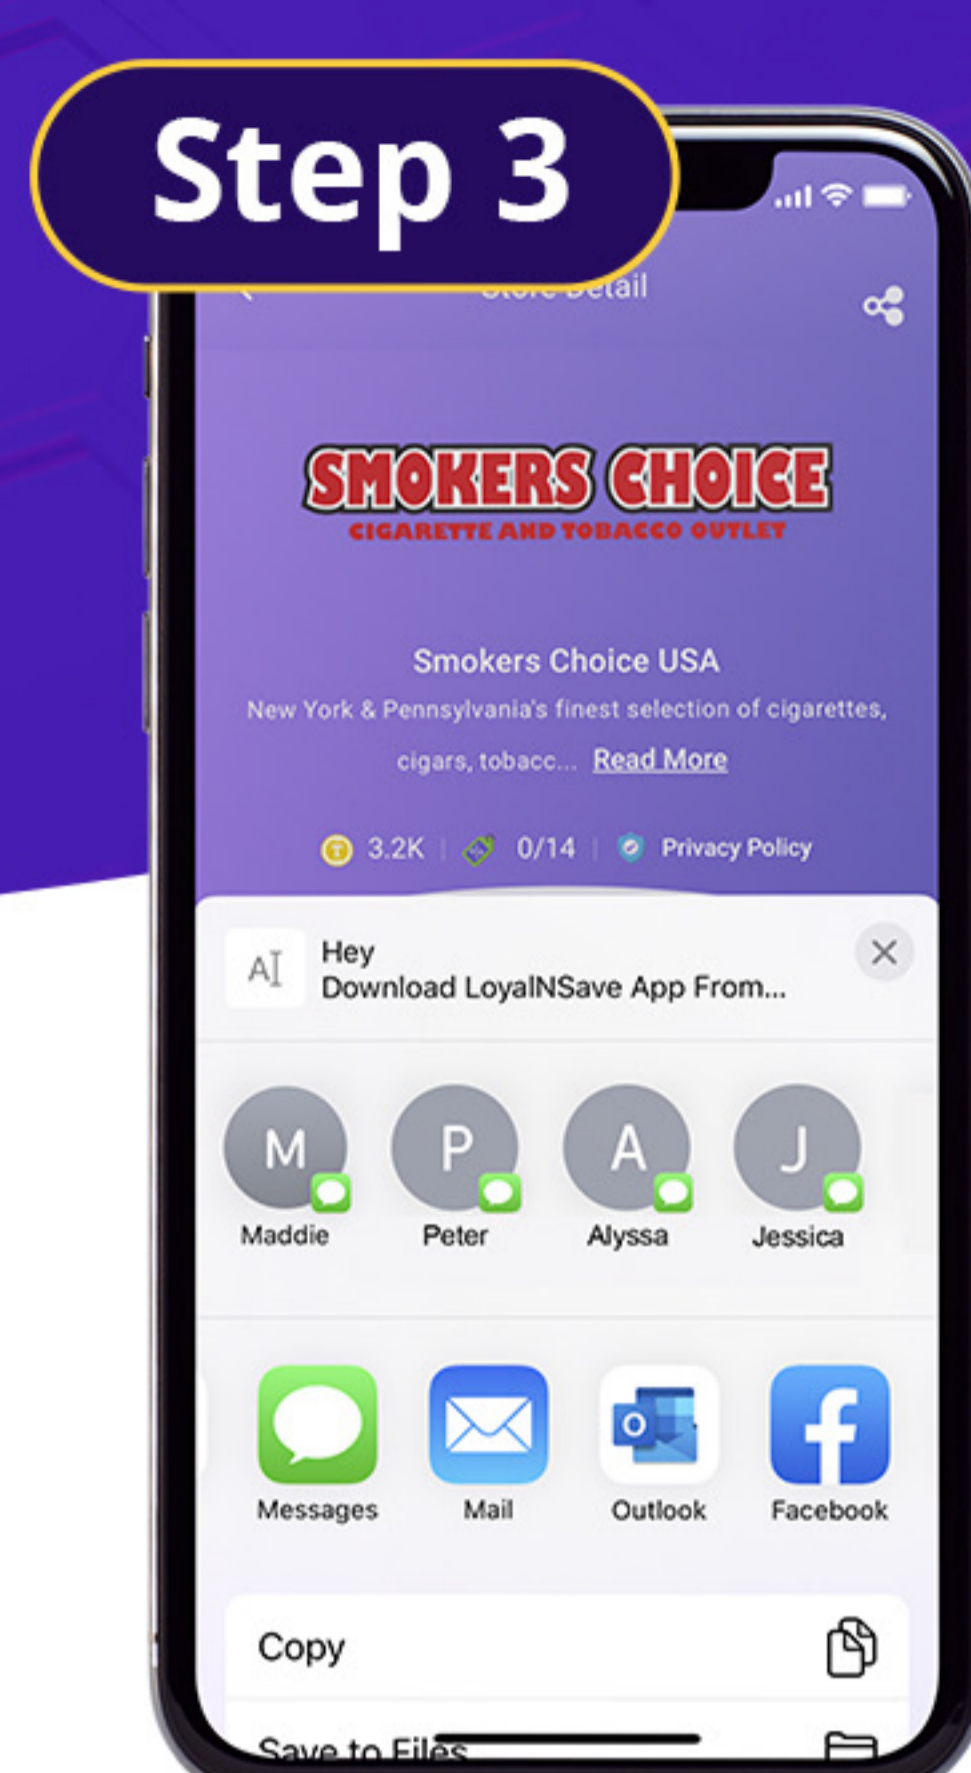 Step 3
Store Detail
SMOKERS CHOICE
CIGARETTE AND TOBACCO OUTLET
Smokers Choice USA
New York & Pennsylvania's finest selection of cigarettes,
cigars, tobacc... Read More
3.2K | 0/14 | Privacy Policy
Hey
Download LoyalNSave App From...
M P A J
Maddie Peter Alyssa Jessica
Messages Mail Outlook Facebook
Copy
Save to Files